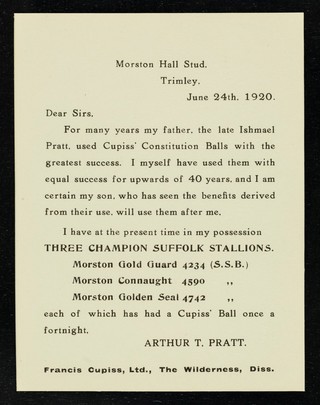 Morston Hall Stud.
Trimley.
June 24th. 1920.
Dear Sirs,
For many years my father, the late Ishmael
Pratt, used Cupiss' Constitution Balls with the
greatest success. I myself have used them with
equal success for upwards of 40 years, and I am
certain my son, who has seen the benefits derived
from their use, will use them after me.
I have at the present time in my possession
THREE CHAMPION SUFFOLK STALLIONS.
Morston Gold Guard 4234 (S.S.B.)
Morston Connaught 4590 ,,
Morston Golden Seal 4742 ,,
each of which has had a Cupiss' Ball once a
fortnight.
ARTHUR T. PRATT.
Francis Cupiss, Ltd., The Wilderness, Diss.